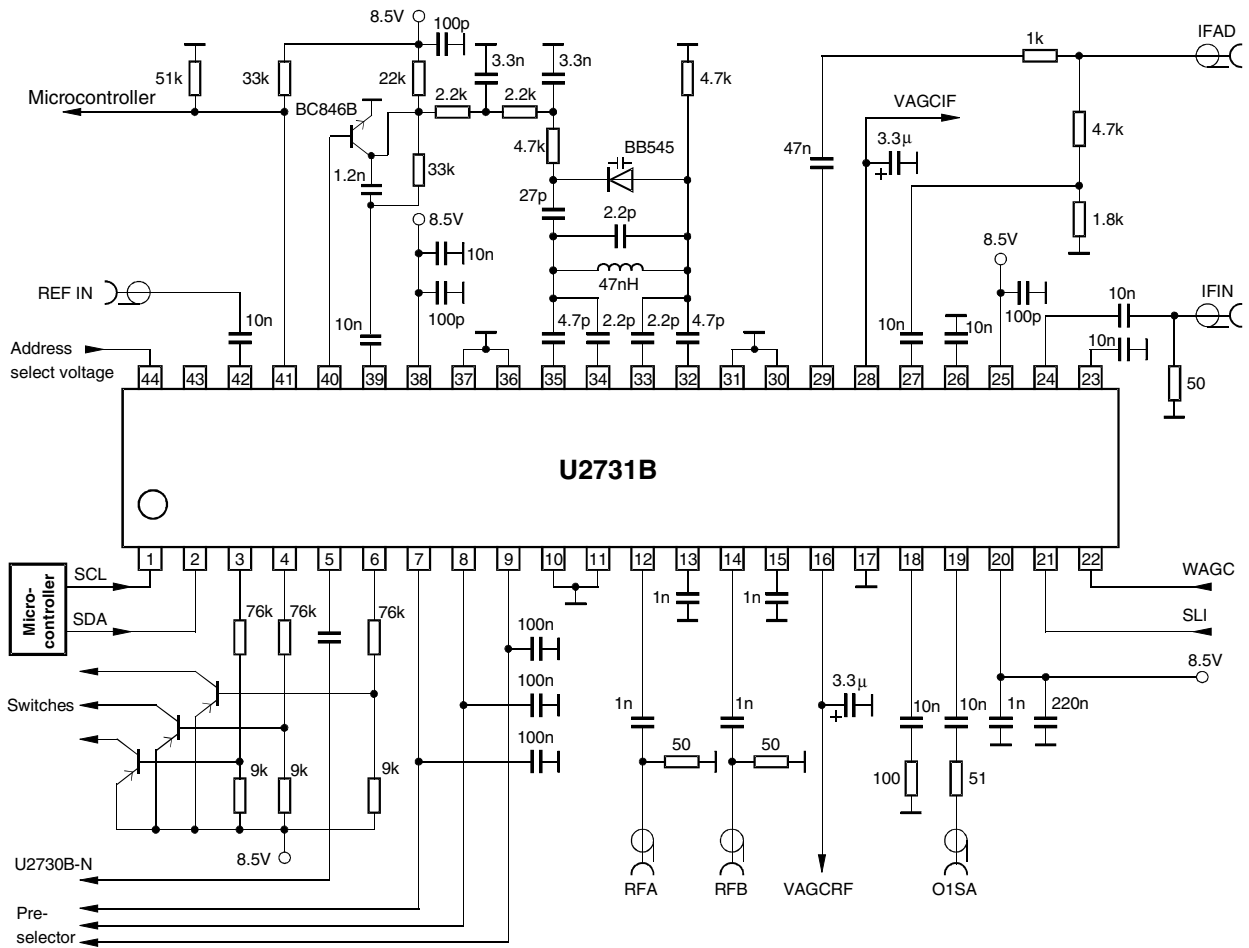 8.5V
100p
IFAD
1k
3.3n
3.3n
51k
33k
22k
4.7k
Microcontroller
BC846B
2.2k
2.2k
VAGCIF
4.7k
3.3µ
+
4.7k
BB545
47n
1.2n
33k
27p
2.2p
1.8k
8.5V
8.5V
10n
47nH
REF IN
100p
10n
IFIN
100p
10n
10n
4.7p
2.2p
2.2p
4.7p
10n
10n
10n
Address
select voltage
50
44 43 42 41 40 39 38 37 36 35 34 33 32 31 30 29 28 27 26 25 24 23
U2731B
1 2 3 4 5 6 7 8 9 10 11 12 13 14 15 16 17 18 19 20 21 22
SCL
WAGC
Micro-
controller
1n
1n
SDA
76k
76k
76k
SLI
100n
8.5V
3.3µ
+
100n
Switches
1n
1n
10n
10n
1n
220n
100n
50
50
9k
9k
9k
100
51
8.5V
U2730B-N
RFA
RFB
VAGCRF
O1SA
Pre-
selector